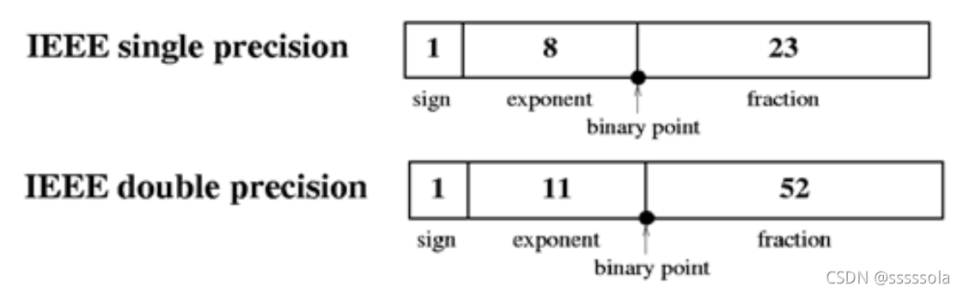 IEEE single precision 1 8 23
sign exponent fraction
binary point
IEEE double precision 1 11 52
sign exponent fraction
binary point
CSDN @sssssola